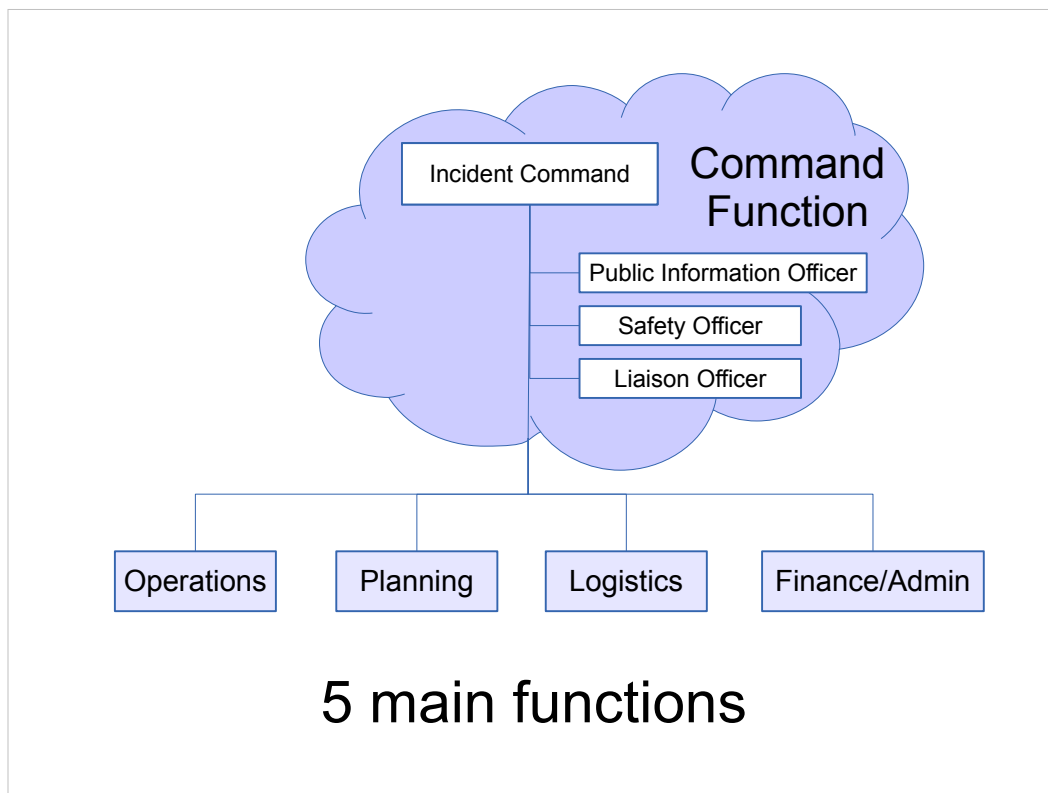 Incident Command
Command
Function
Public Information Officer
Safety Officer
Liaison Officer
Operations
Planning
Logistics
Finance/Admin
5 main functions